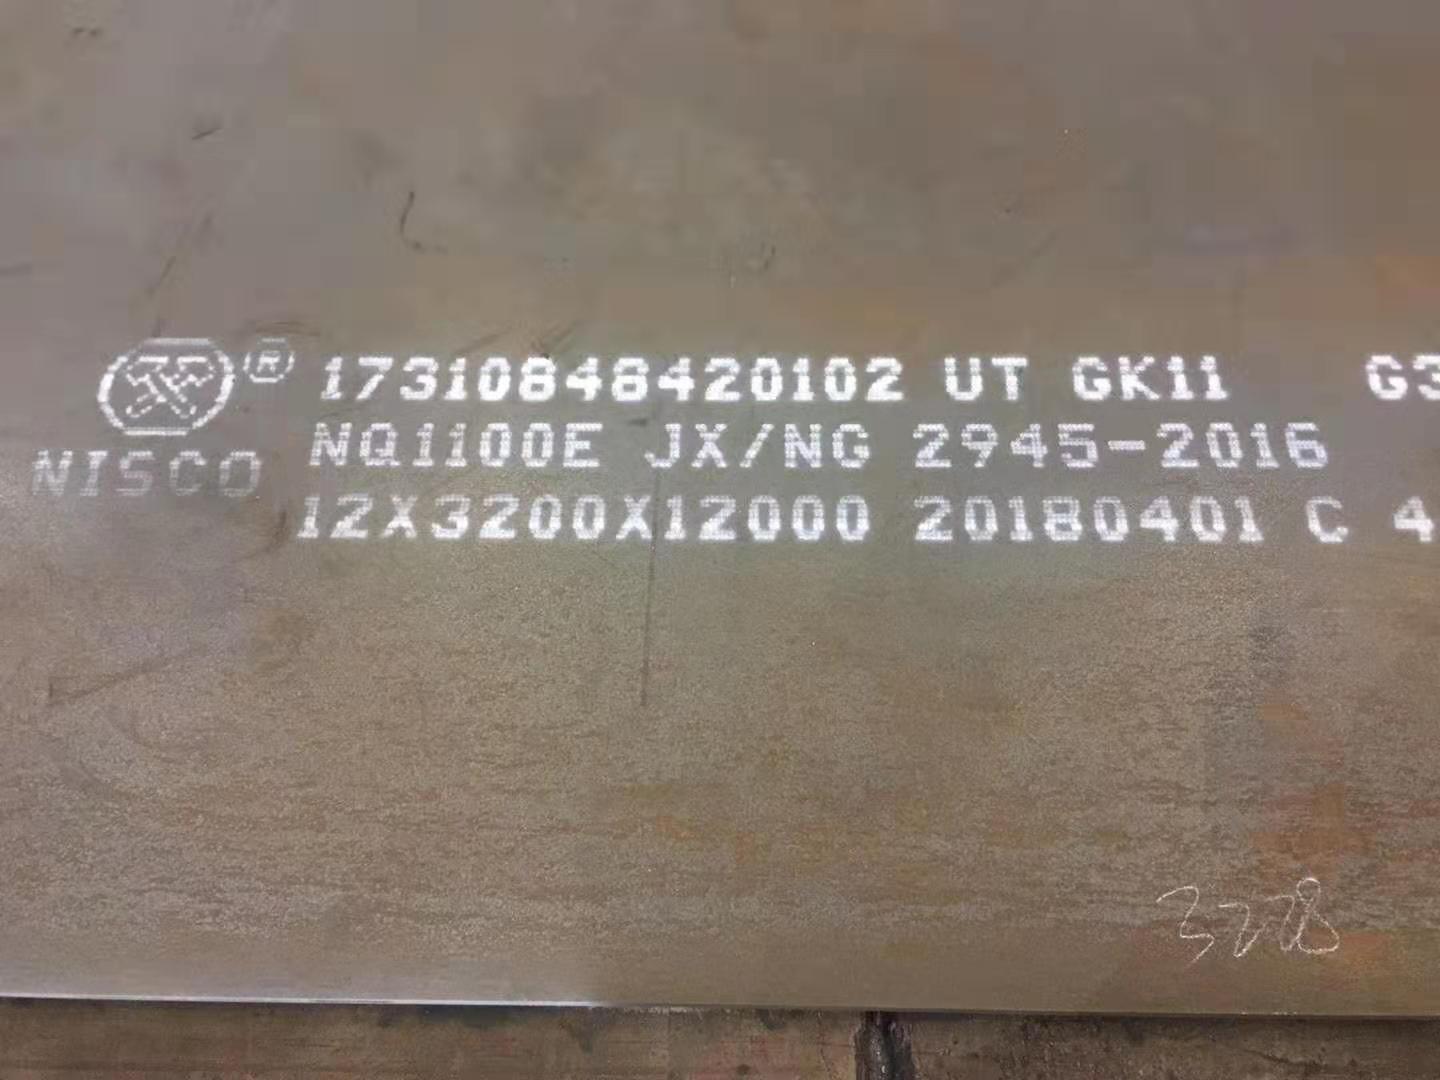 ® 17310848420102 UT GK11 G3
NQ1100E JX/NG 2945-2016
NISCO
12X3200X12000 20180401 C 4
3228